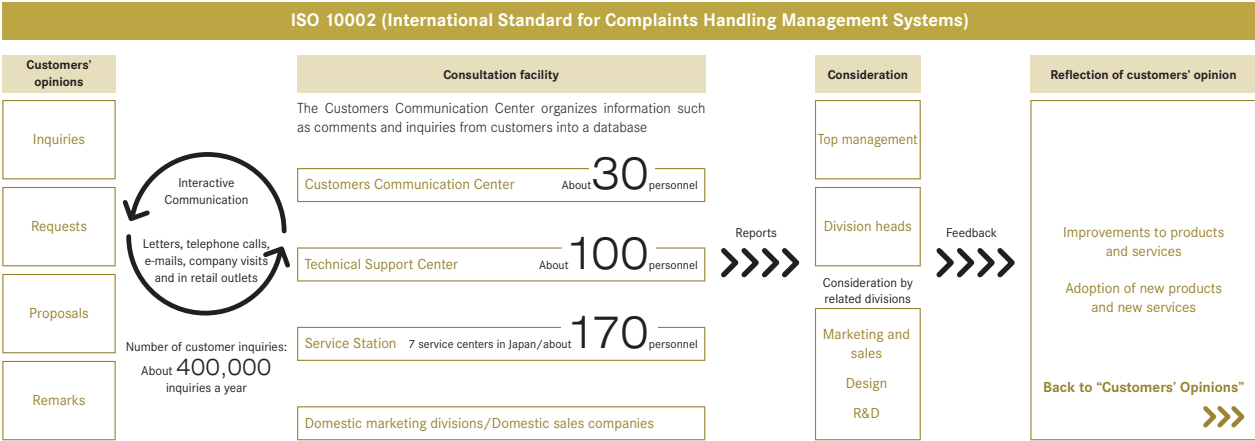 ISO 10002 (International Standard for Complaints Handling Management Systems)
Customers'
opinions
Inquiries
Requests
Proposals
Remarks
Interactive
Communication
Letters, telephone calls,
e-mails, company visits
and in retail outlets
Number of customer inquiries:
About 400,000
inquiries a year
Consultation facility
The Customers Communication Center organizes information such
as comments and inquiries from customers into a database
Customers Communication Center About 30 personnel
Technical Support Center About 100 personnel
Service Station 7 service centers in Japan/about 170 personnel
Domestic marketing divisions/Domestic sales companies
Reports
Consideration
Top management
Division heads
Consideration by
related divisions
Marketing and
sales
Design
R&D
Feedback
Reflection of customers' opinion
Improvements to products
and services
Adoption of new products
and new services
Back to “Customers' Opinions”